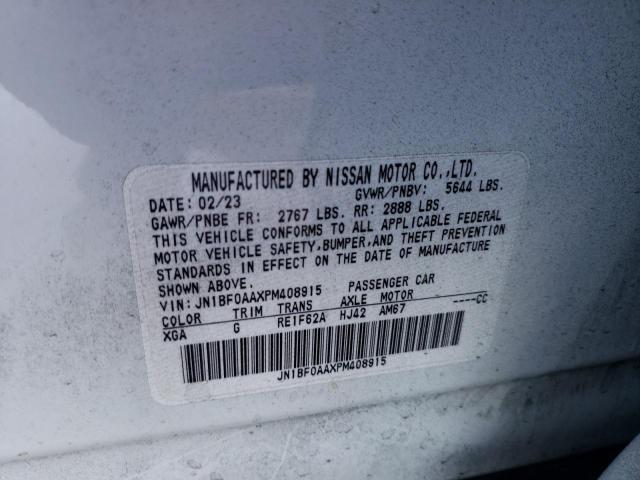 MANUFACTURED BY NISSAN MOTOR CO.,LTD.
DATE: 02/23 GVWR/PNBV: 5644 LBS.
GAWR/PNBE FR: 2767 LBS. RR: 2888 LBS.
THIS VEHICLE CONFORMS TO ALL APPLICABLE FEDERAL
MOTOR VEHICLE SAFETY,BUMPER,AND THEFT PREVENTION
STANDARDS IN EFFECT ON THE DATE OF MANUFACTURE
SHOWN ABOVE.
VIN: JN1BF0AAXPM408915 PASSENGER CAR
COLOR TRIM TRANS AXLE MOTOR ----CC
XGA G RE1F62A HJ42 AM67
JN1BF0AAXPM408915